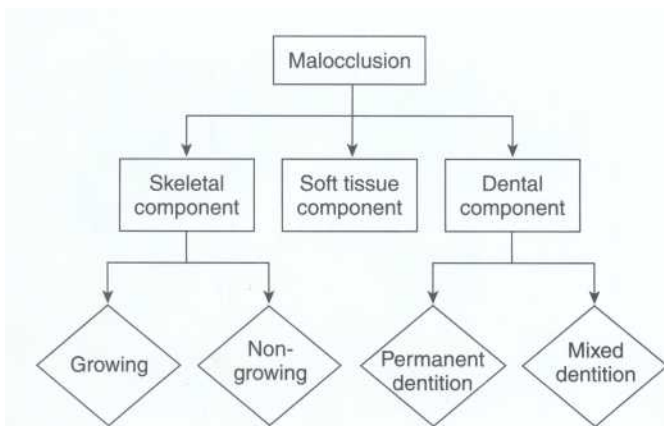 Malocclusion
Skeletal
component
Soft tissue
component
Dental
component
Growing
Non-
growing
Permanent
dentition
Mixed
dentition